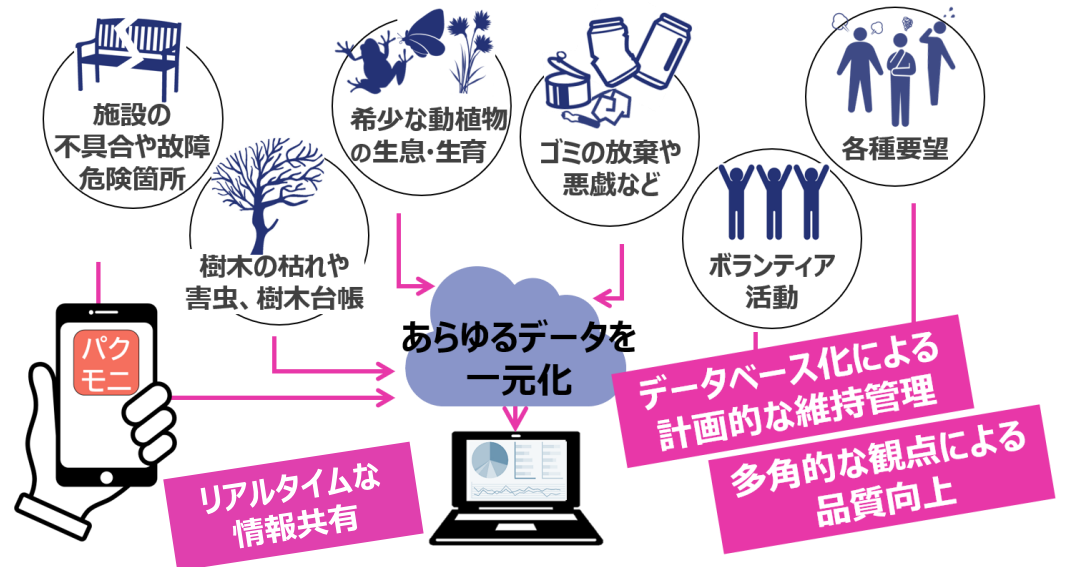 施設の
不具合や故障
危険箇所
樹木の枯れや
害虫、樹木台帳
希少な動植物
の生息・生育
ゴミの放棄や
悪戯など
ボランティア
活動
各種要望
パク
モニ
あらゆるデータを
一元化
リアルタイムな
情報共有
データベース化による
計画的な維持管理
多角的な観点による
品質向上